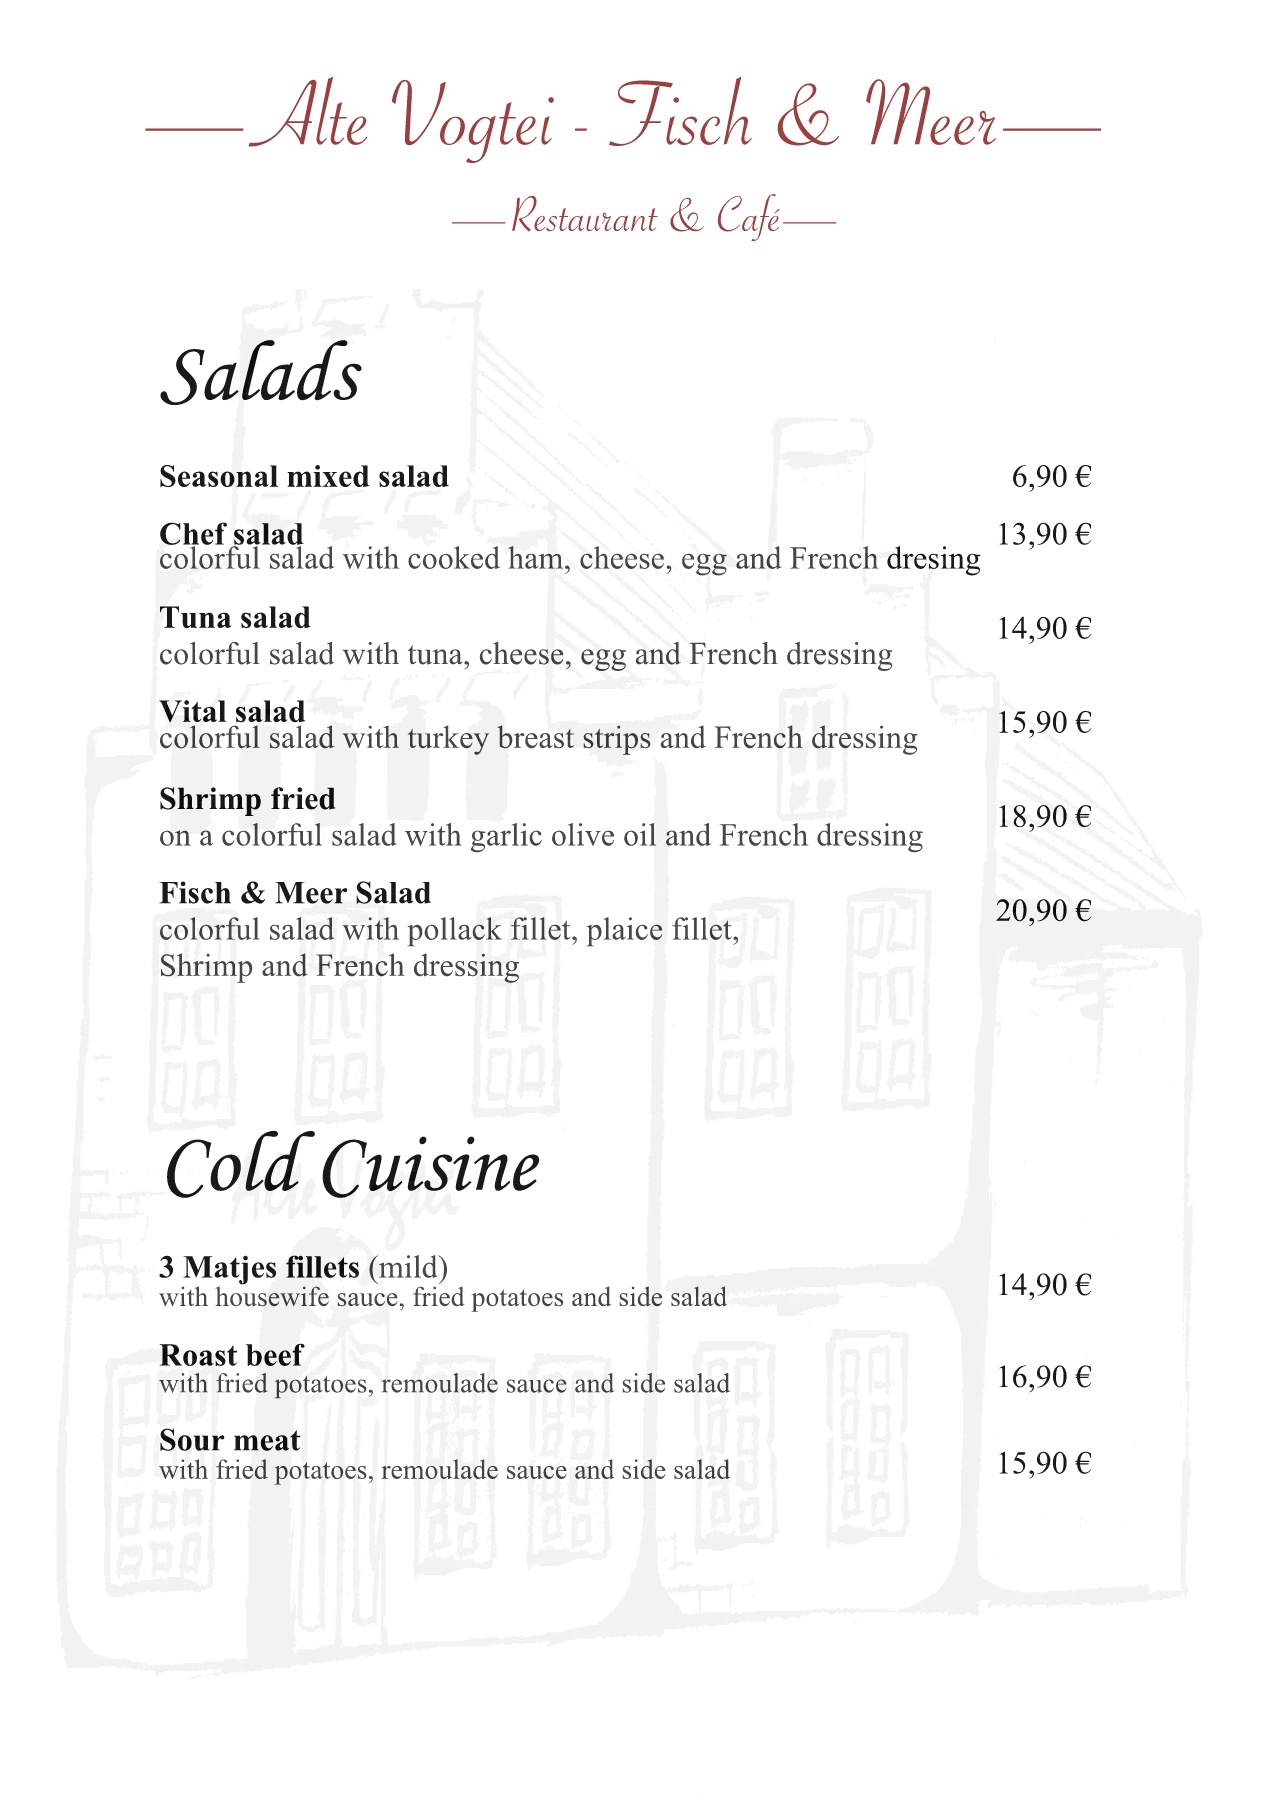 Alte Vogtei - Fisch & Meer
Restaurant & Café
Salads
Seasonal mixed salad 6,90 €
Chef salad 13,90 €
colorful salad with cooked ham, cheese, egg and French dresing
Tuna salad 14,90 €
colorful salad with tuna, cheese, egg and French dressing
Vital salad 15,90 €
colorful salad with turkey breast strips and French dressing
Shrimp fried 18,90 €
on a colorful salad with garlic olive oil and French dressing
Fisch & Meer Salad 20,90 €
colorful salad with pollack fillet, plaice fillet,
Shrimp and French dressing
Cold Cuisine
Alte Vogtei
3 Matjes fillets (mild) 14,90 €
with housewife sauce, fried potatoes and side salad
Roast beef 16,90 €
with fried potatoes, remoulade sauce and side salad
Sour meat 15,90 €
with fried potatoes, remoulade sauce and side salad